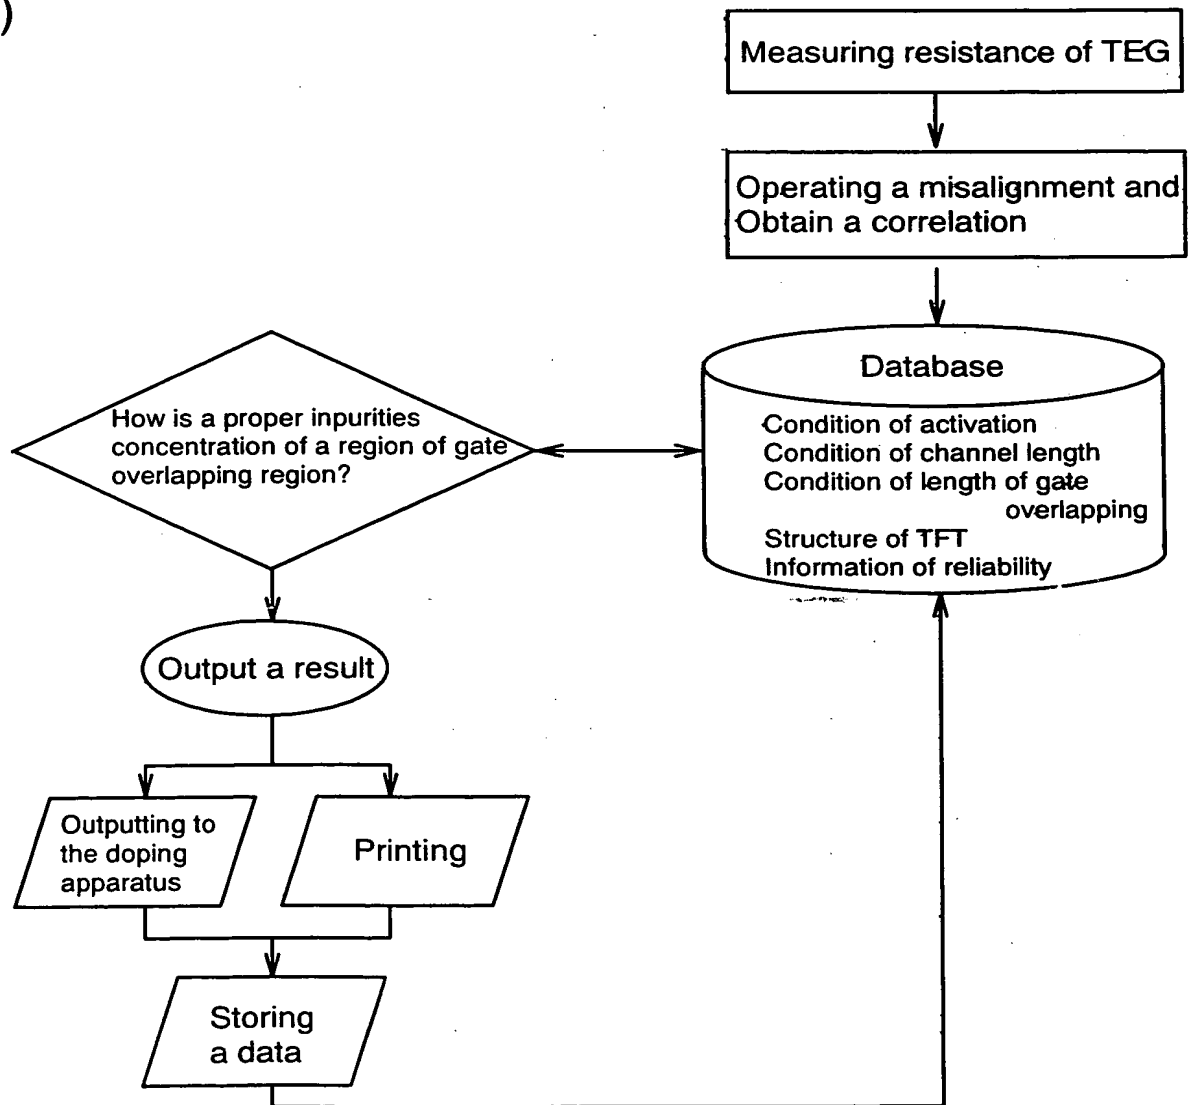 )
Measuring resistance of TEG
Operating a misalignment and
Obtain a correlation
Database
Condition of activation
Condition of channel length
Condition of length of gate
overlapping
Structure of TFT
Information of reliability
How is a proper inpurities
concentration of a region of gate
overlapping region?
Output a result
Outputting to
the doping
apparatus
Printing
Storing
a data